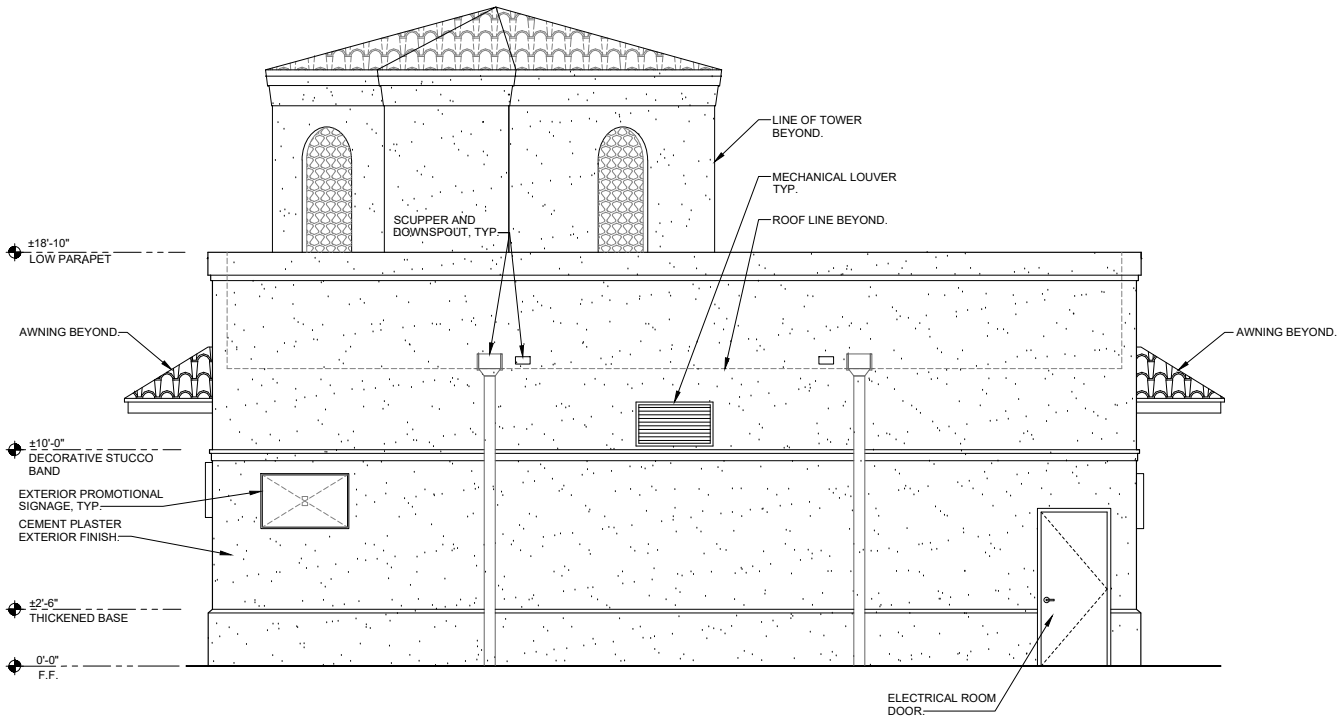 LINE OF TOWER
BEYOND.
MECHANICAL LOUVER
TYP.
SCUPPER AND
DOWNSPOUT, TYP.
ROOF LINE BEYOND.
±18'-10"
LOW PARAPET
AWNING BEYOND.
AWNING BEYOND.
±10'-0"
DECORATIVE STUCCO
BAND
EXTERIOR PROMOTIONAL
SIGNAGE, TYP.
CEMENT PLASTER
EXTERIOR FINISH.
±2'-6"
THICKENED BASE
0'-0"
F.F.
ELECTRICAL ROOM
DOOR.